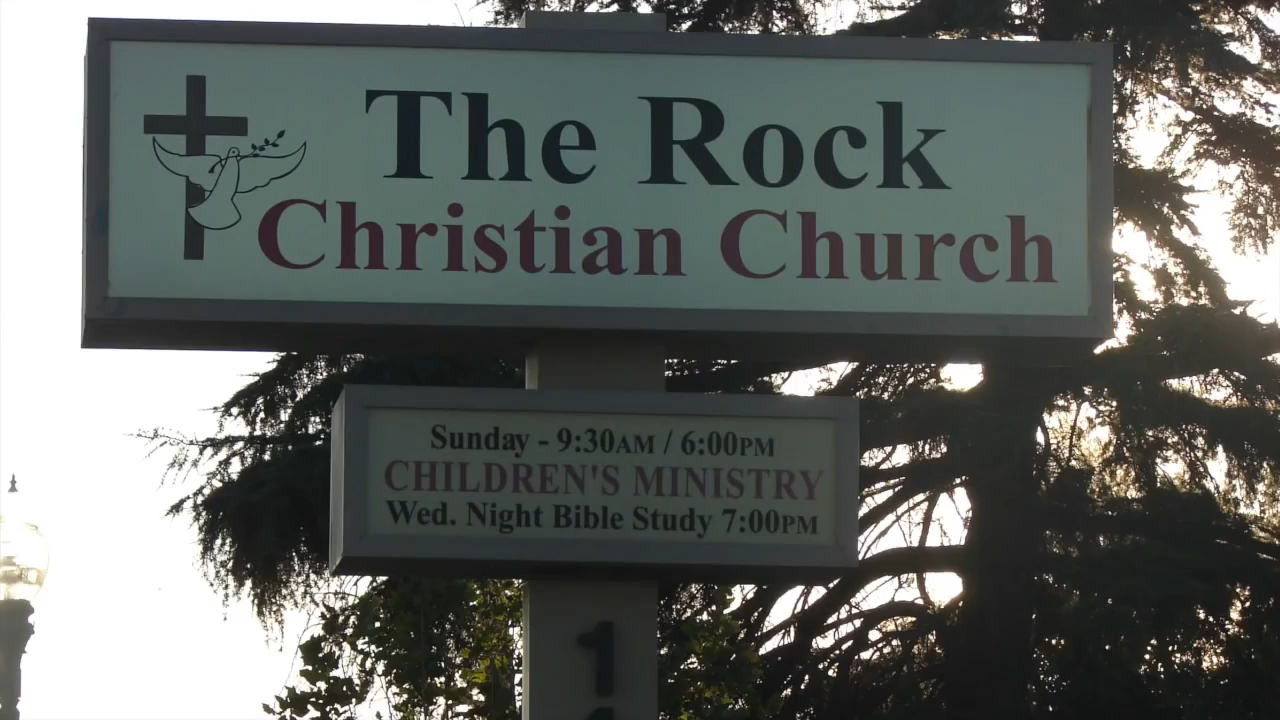 The Rock
Christian Church
Sunday - 9:30AM / 6:00PM
CHILDREN'S MINISTRY
Wed. Night Bible Study 7:00PM
1